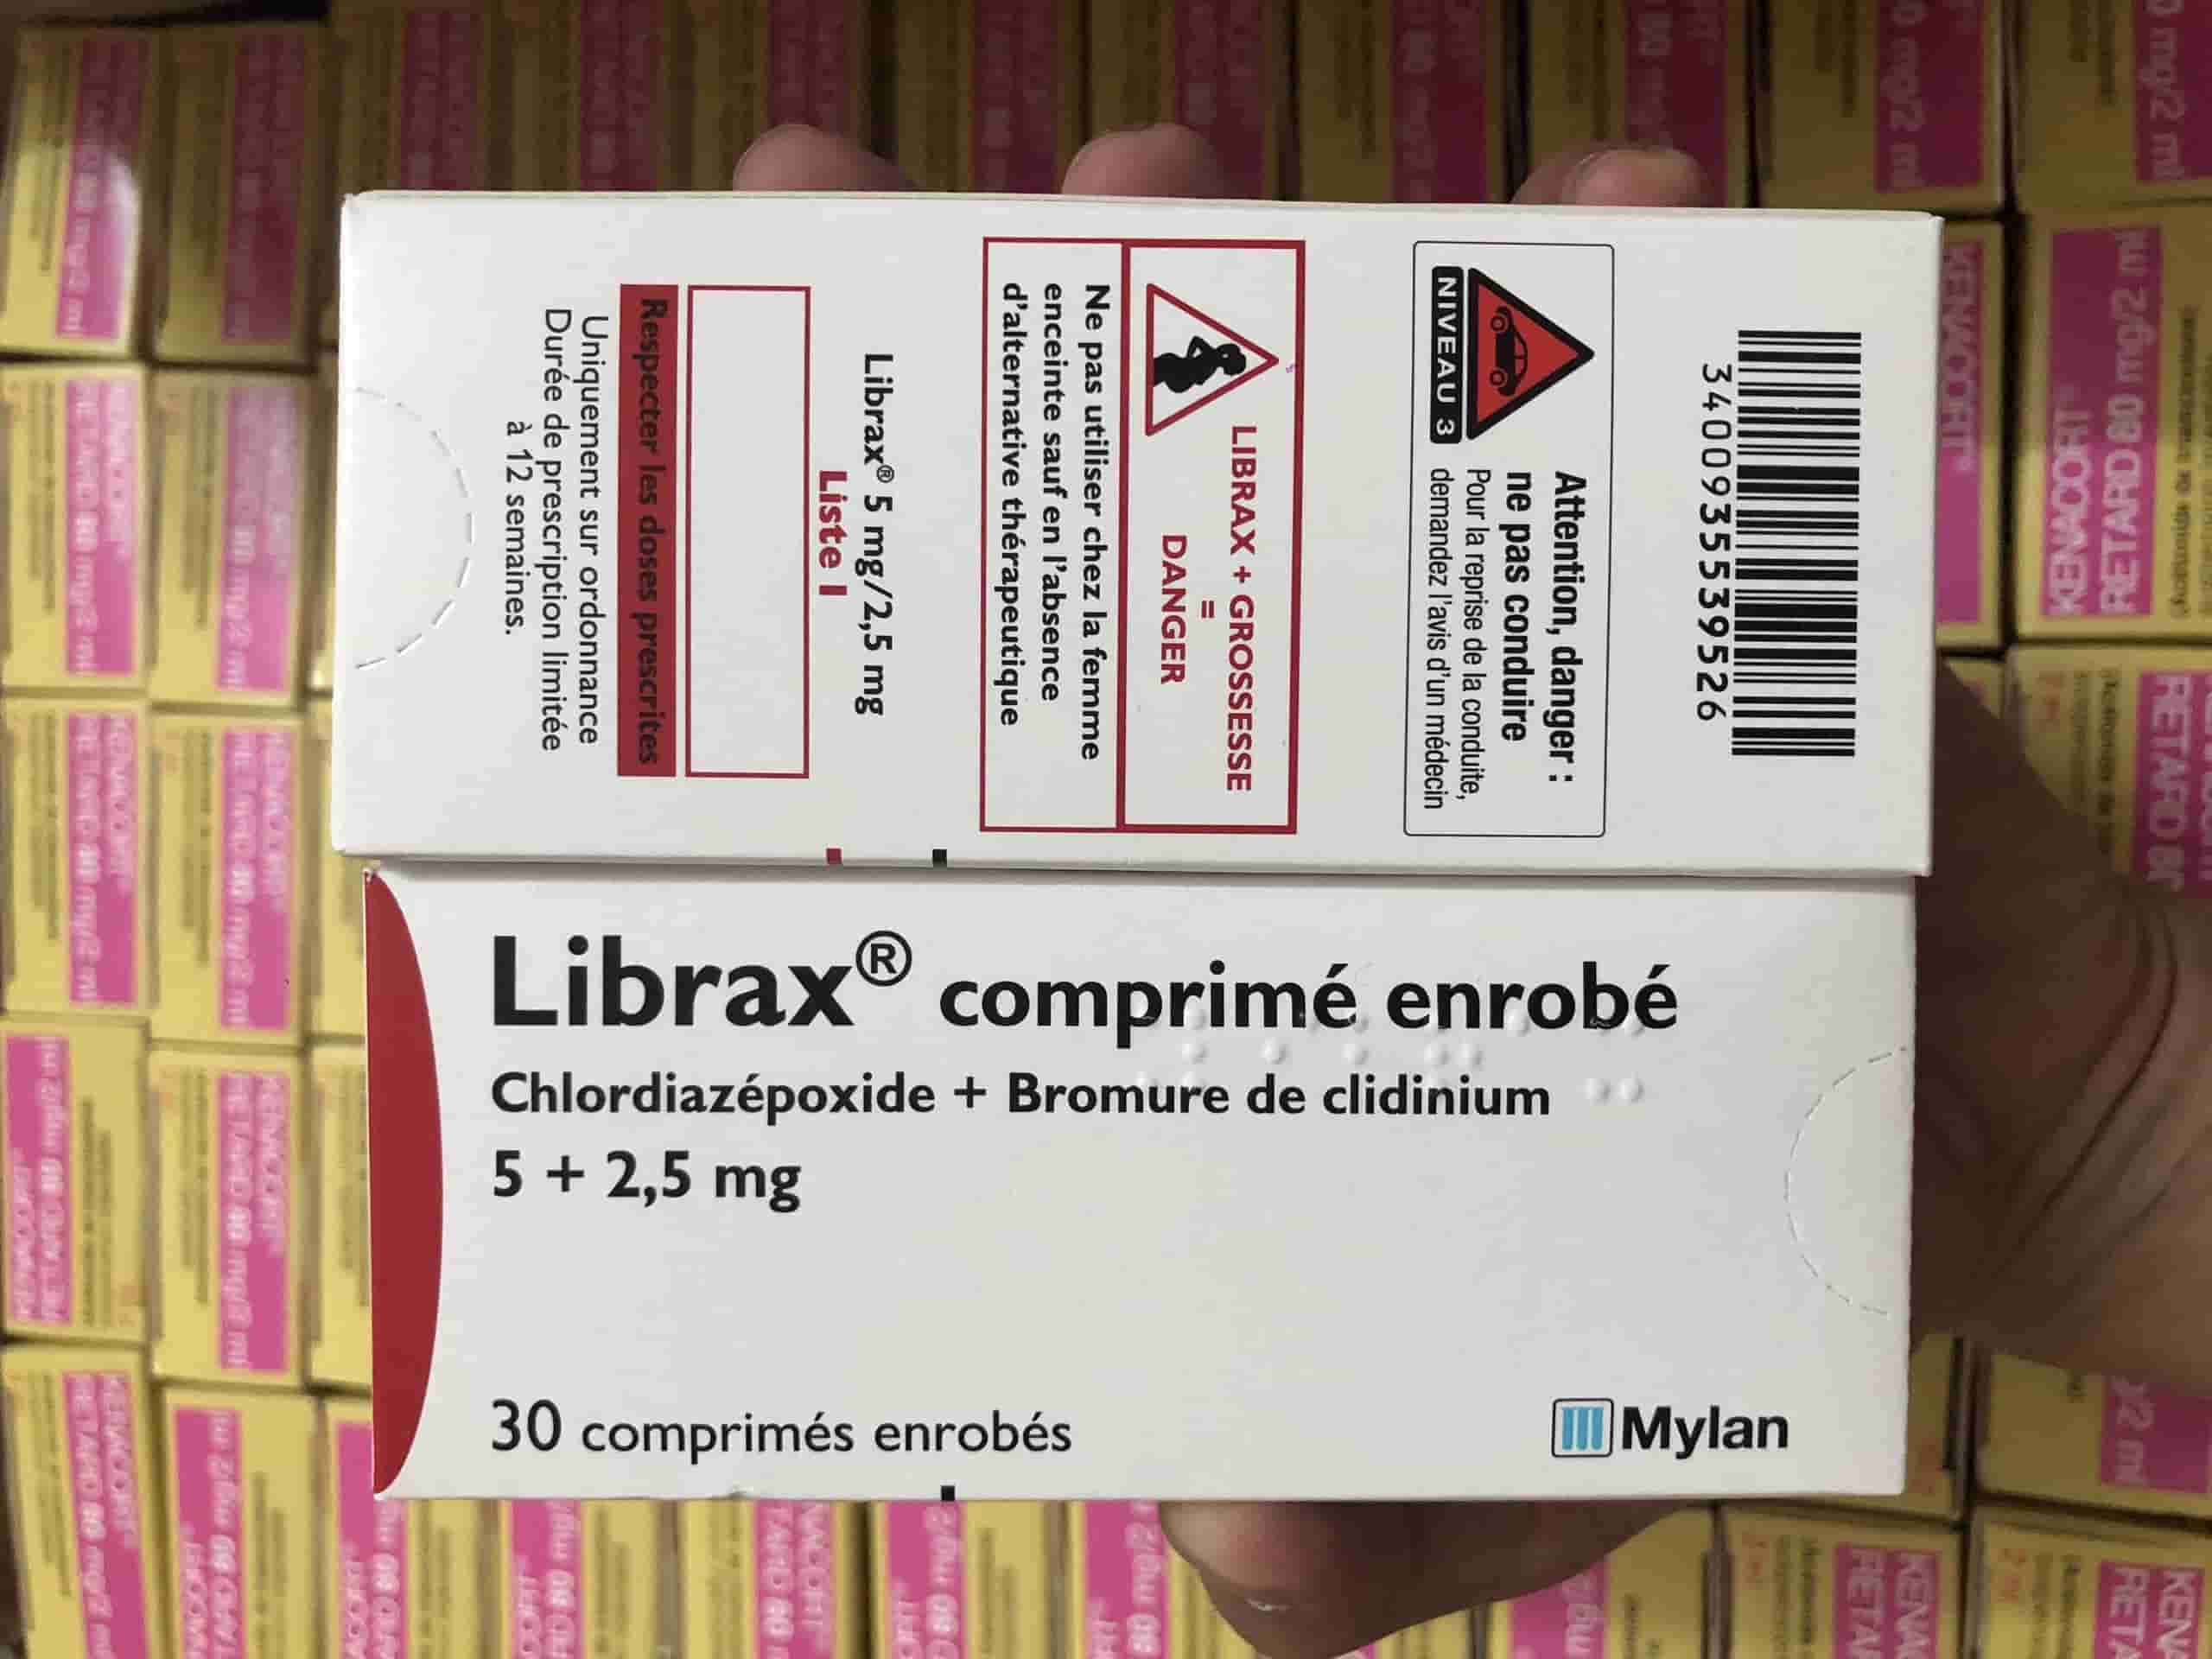 3400935539526
NIVEAU 3
Attention, danger :
ne pas conduire
Pour la reprise de la conduite,
demandez l'avis d'un médecin
LIBRAX + GROSSESSE
=
DANGER
Ne pas utiliser chez la femme
enceinte sauf en l'absence
d'alternative thérapeutique
Librax® 5 mg/2,5 mg
Liste I
Respecter les doses prescrites
Uniquement sur ordonnance
Durée de prescription limitée
à 12 semaines.
Librax® comprimé enrobé
Chlordiazépoxide + Bromure de clidinium
5 + 2,5 mg
30 comprimés enrobés
Mylan
KENACORT®
RETARD 80 mg/2 ml